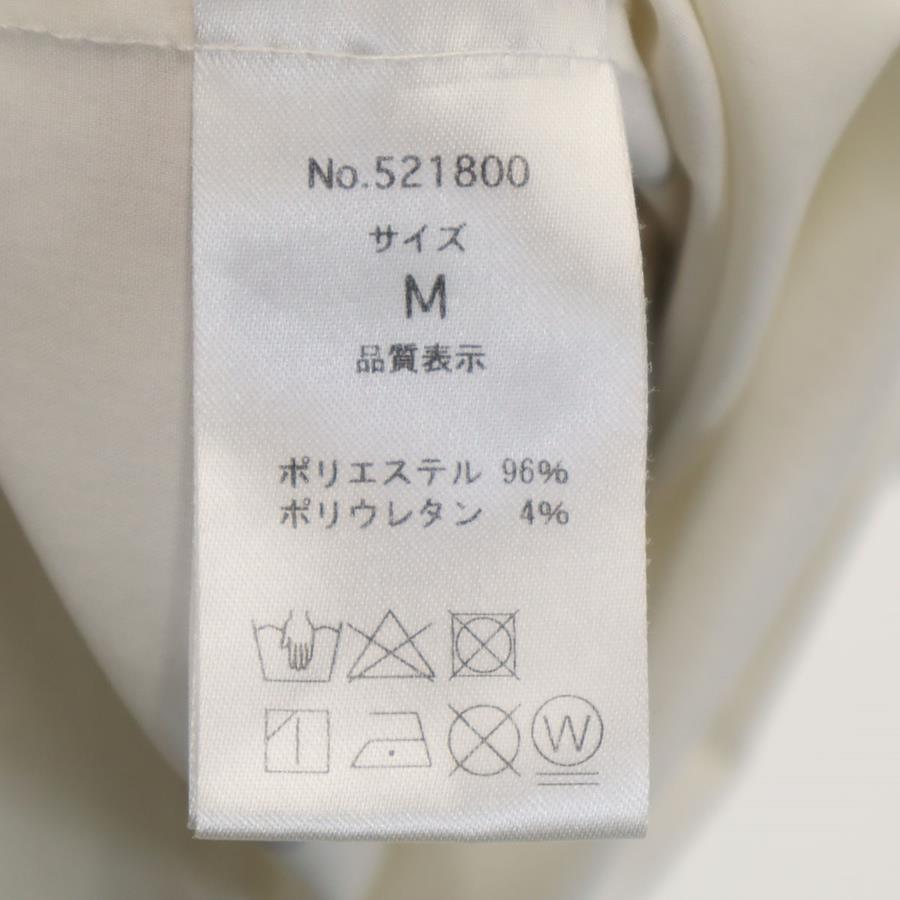 No.521800
サイズ
M
品質表示
ポリエステル 96%
ポリウレタン 4%
W